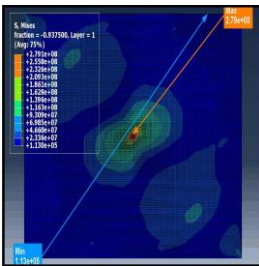 S, Mises
fraction = -0.937500, Layer = 1
(Avg: 75%)
+2.791e+08
+2.558e+08
+2.326e+08
+2.093e+08
+1.861e+08
+1.628e+08
+1.396e+08
+1.163e+08
+9.309e+07
+6.985e+07
+4.660e+07
+2.336e+07
+1.130e+05
Max
2.79e+08
Min
1.13e+05